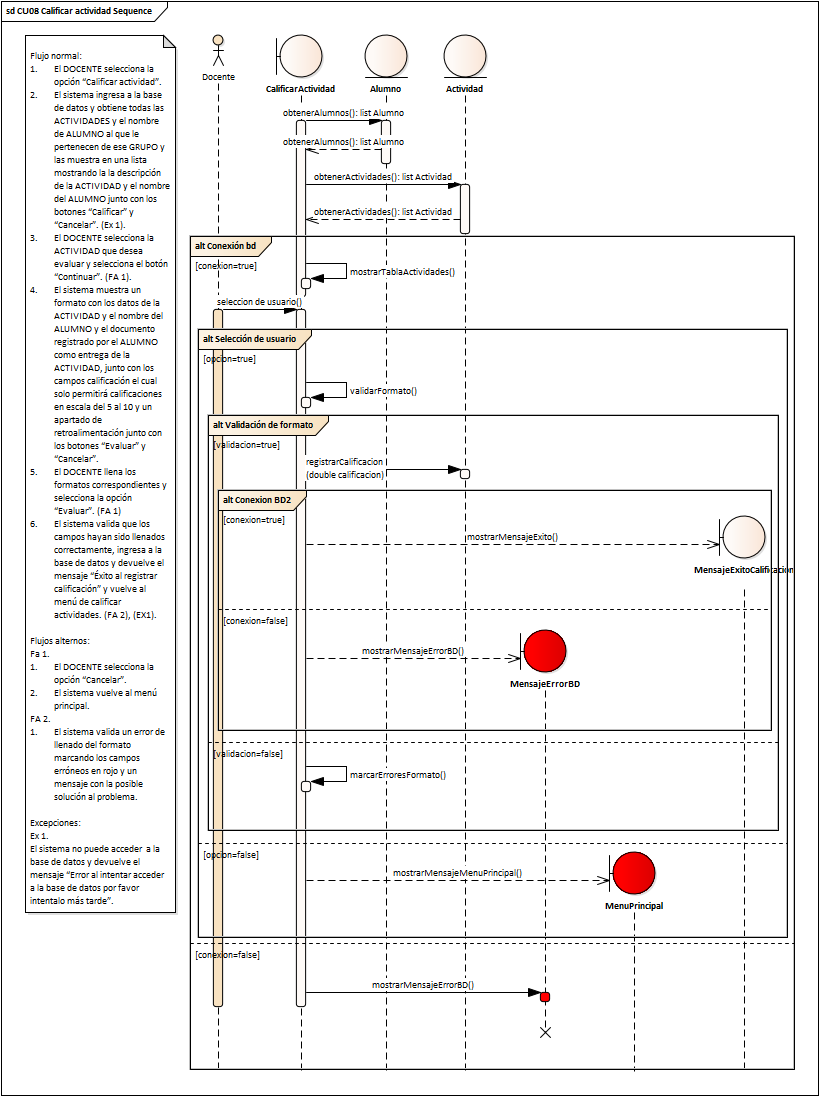 sd CU08 Calificar actividad Sequence
Flujo normal:
1. El DOCENTE selecciona la
opción “Calificar actividad”.
2. El sistema ingresa a la base
de datos y obtiene todas las
ACTIVIDADES y el nombre
de ALUMNO al que le
pertenecen de ese GRUPO y
las muestra en una lista
mostrando la la descripción
de la ACTIVIDAD y el nombre
del ALUMNO junto con los
botones “Calificar” y
“Cancelar”. (Ex 1).
3. El DOCENTE selecciona la
ACTIVIDAD que desea
evaluar y selecciona el botón
“Continuar”. (FA 1).
4. El sistema muestra un
formato con los datos de la
ACTIVIDAD y el nombre del
ALUMNO y el documento
registrado por el ALUMNO
como entrega de la
ACTIVIDAD, junto con los
campos calificación el cual
solo permitirá calificaciones
en escala del 5 al 10 y un
apartado de
retroalimentación junto con
los botones “Evaluar” y
“Cancelar”.
5. El DOCENTE llena los
formatos correspondientes y
selecciona la opción
“Evaluar”. (FA 1)
6. El sistema valida que los
campos hayan sido llenados
correctamente, ingresa a la
base de datos y devuelve el
mensaje “Éxito al registrar
calificación” y vuelve al
menú de calificar
actividades. (FA 2), (EX1).
Flujos alternos:
Fa 1.
1. El DOCENTE selecciona la
opción “Cancelar”.
2. El sistema vuelve al menú
principal.
FA 2.
1. El sistema valida un error de
llenado del formato
marcando los campos
erróneos en rojo y un
mensaje con la posible
solución al problema.
Excepciones:
Ex 1.
El sistema no puede acceder a la
base de datos y devuelve el
mensaje “Error al intentar acceder
a la base de datos por favor
intentalo más tarde”.
Docente
CalificarActividad
Alumno
Actividad
obtenerAlumnos(): list Alumno
obtenerAlumnos(): list Alumno
obtenerActividades(): list Actividad
obtenerActividades(): list Actividad
alt Conexión bd
[conexion=true]
mostrarTablaActividades()
seleccion de usuario()
alt Selección de usuario
[opcion=true]
validarFormato()
alt Validación de formato
[validacion=true]
registrarCalificacion
(double calificacion)
alt Conexion BD2
[conexion=true]
mostrarMensajeExito()
MensajeExitoCalificacion
[conexion=false]
mostrarMensajeErrorBD()
MensajeErrorBD
[validacion=false]
marcarErroresFormato()
[opcion=false]
mostrarMensajeMenuPrincipal()
MenuPrincipal
[conexion=false]
mostrarMensajeErrorBD()